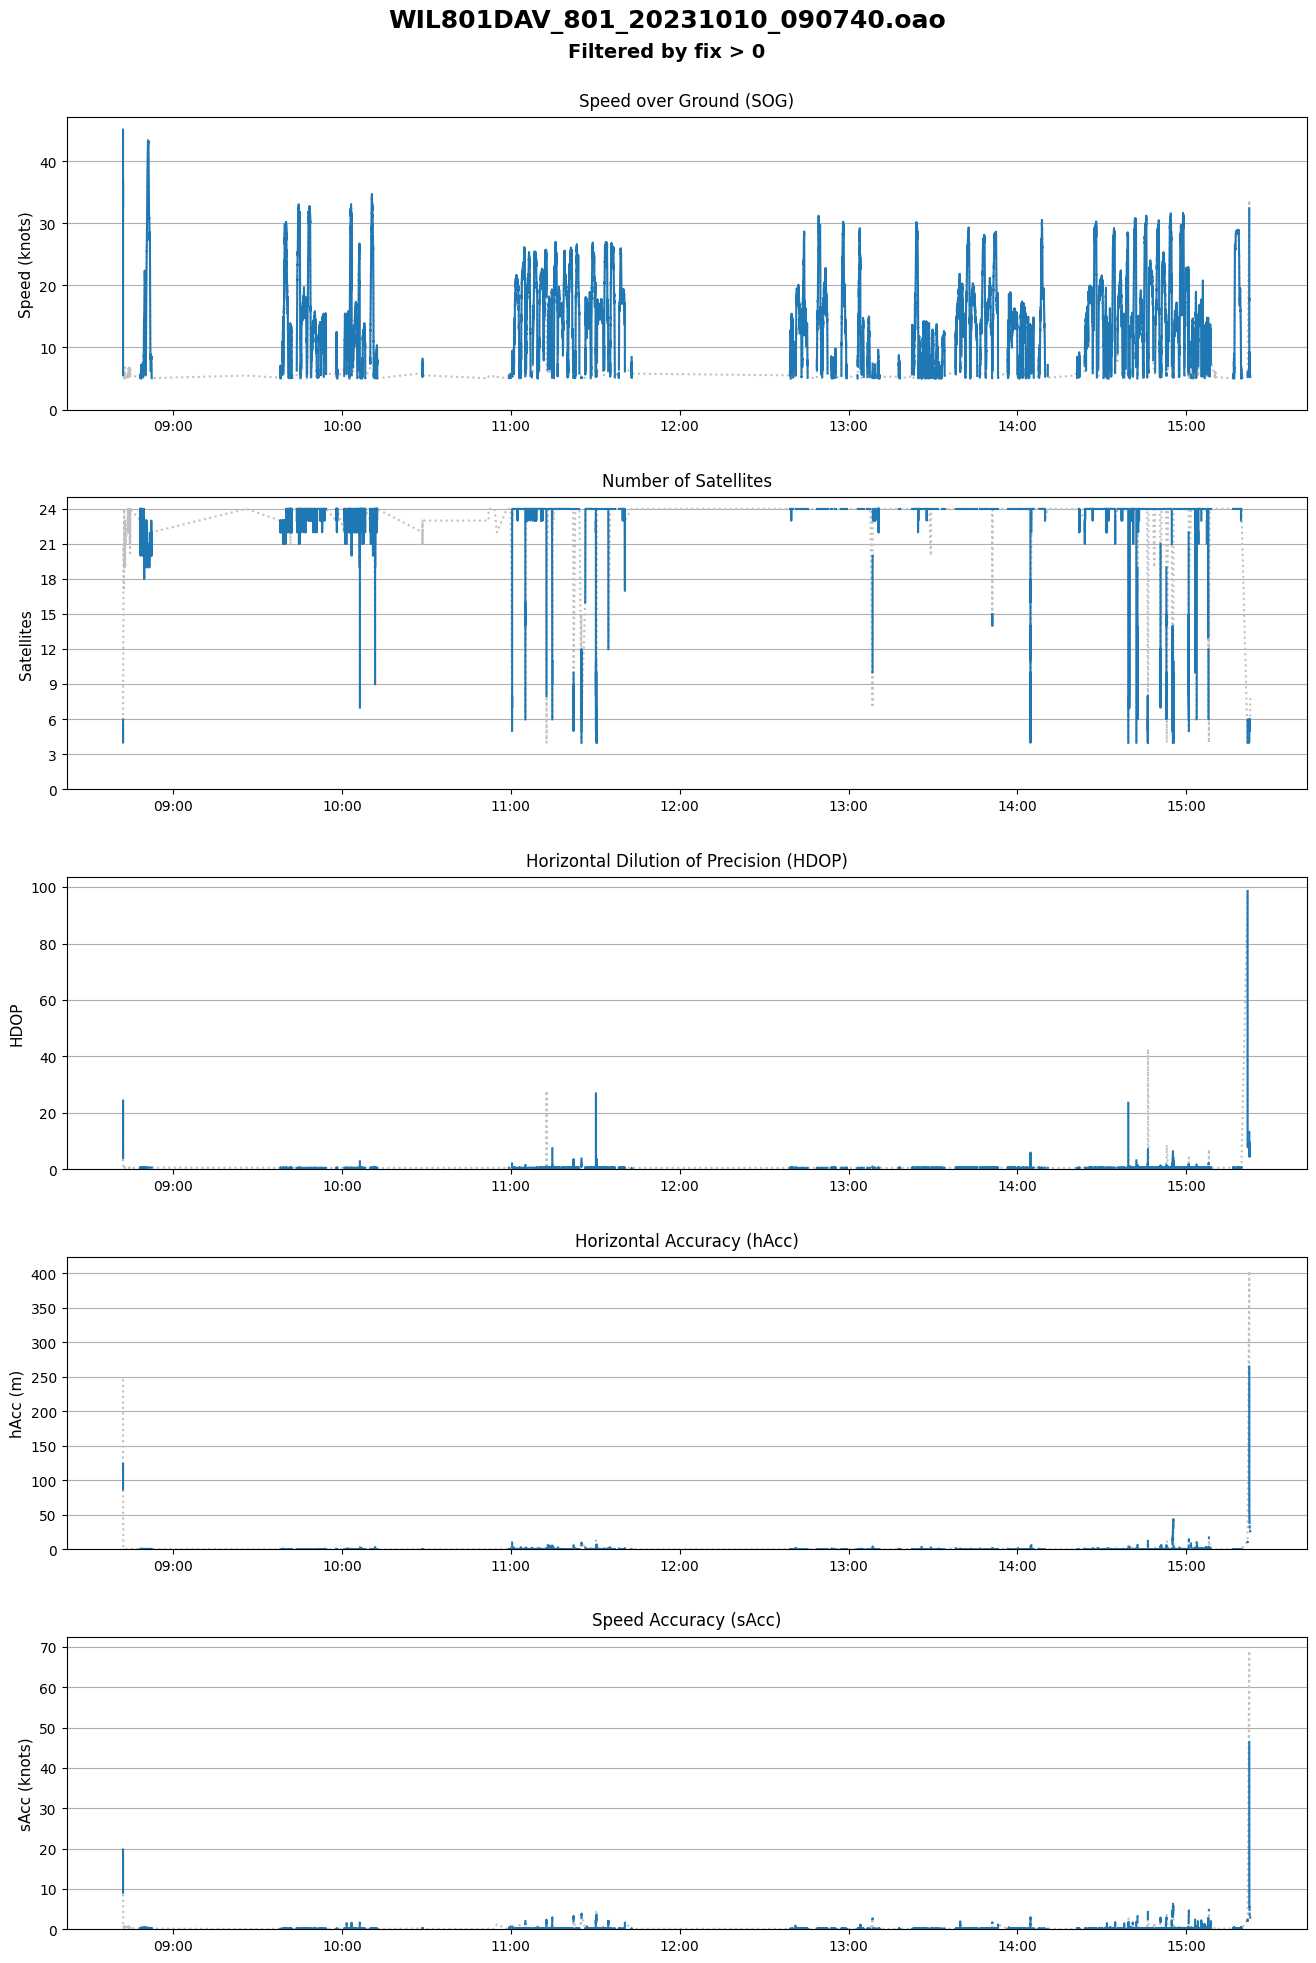 WIL801DAV_801_20231010_090740.oao
Filtered by fix > 0
Speed over Ground (SOG)
Speed (knots)
40
30
20
10
0
09:00 10:00 11:00 12:00 13:00 14:00 15:00
Number of Satellites
Satellites
24
21
18
15
12
9
6
3
0
09:00 10:00 11:00 12:00 13:00 14:00 15:00
Horizontal Dilution of Precision (HDOP)
HDOP
100
80
60
40
20
0
09:00 10:00 11:00 12:00 13:00 14:00 15:00
Horizontal Accuracy (hAcc)
hAcc (m)
400
350
300
250
200
150
100
50
0
09:00 10:00 11:00 12:00 13:00 14:00 15:00
Speed Accuracy (sAcc)
sAcc (knots)
70
60
50
40
30
20
10
0
09:00 10:00 11:00 12:00 13:00 14:00 15:00